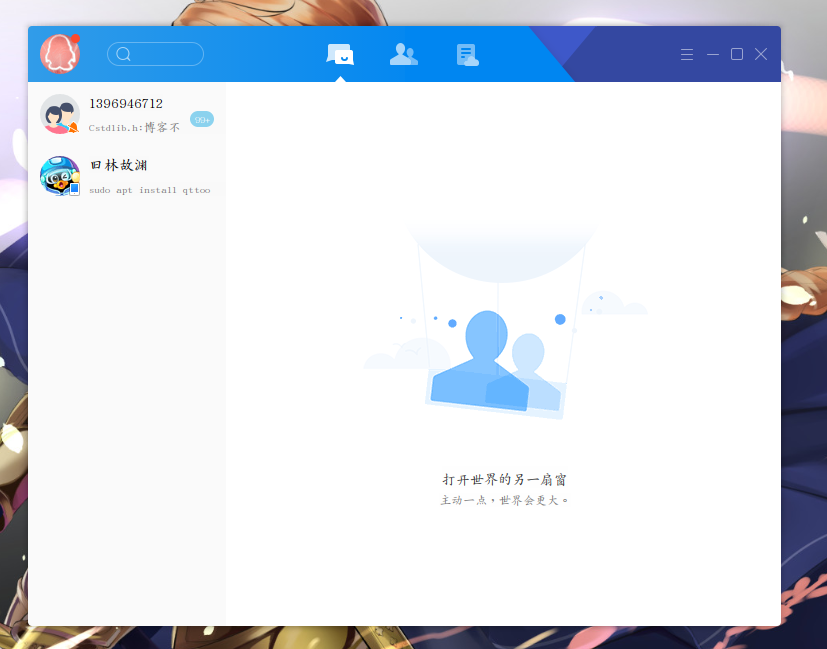 1396946712
Cstdlib.h:博客不
99+
旧林故渊
sudo apt install qttoo
打开世界的另一扇窗
主动一点，世界会更大。